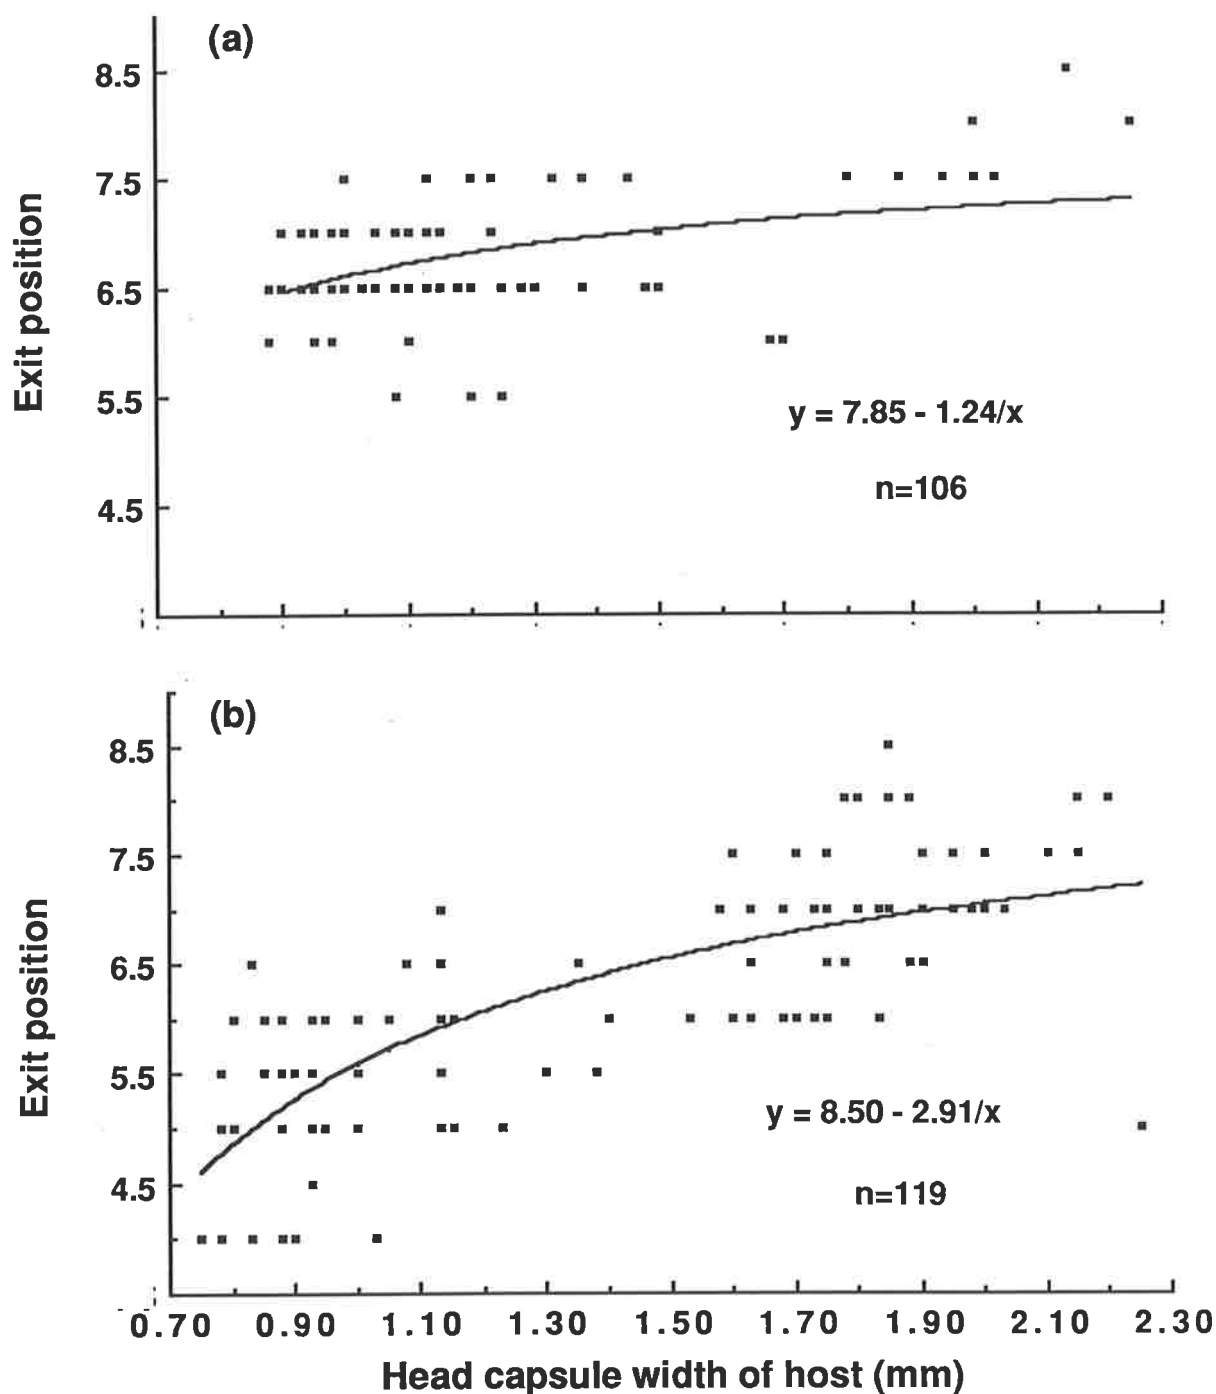 (a)
8.5
7.5
6.5
5.5
4.5
Exit position
y = 7.85 - 1.24/x
n=106
(b)
8.5
7.5
6.5
5.5
4.5
Exit position
y = 8.50 - 2.91/x
n=119
0.70 0.90 1.10 1.30 1.50 1.70 1.90 2.10 2.30
Head capsule width of host (mm)